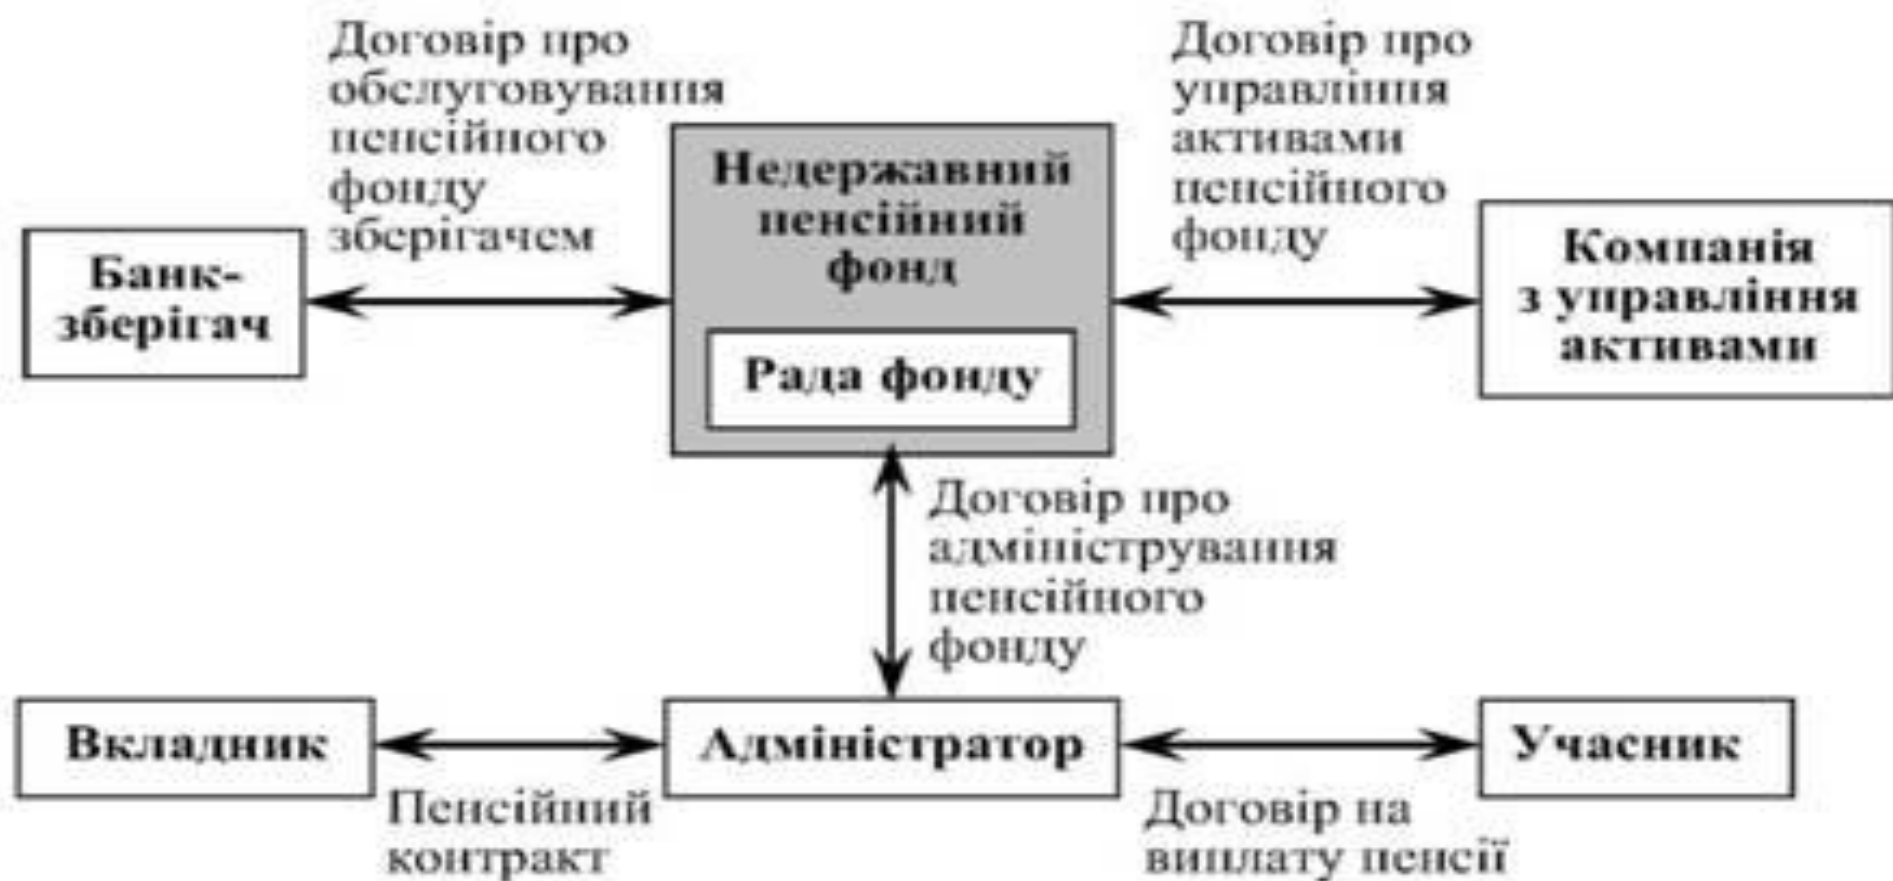 Договір про
обслуговування
пенсійного
фонду
зберігачем
Договір про
управління
активами
пенсійного
фонду
Недержавний
пенсійний
фонд
Рада фонду
Банк-
зберігач
Компанія
з управління
активами
Договір про
адміністрування
пенсійного
фонду
Вкладник
Адміністратор
Учасник
Пенсійний
контракт
Договір на
виплату пенсії